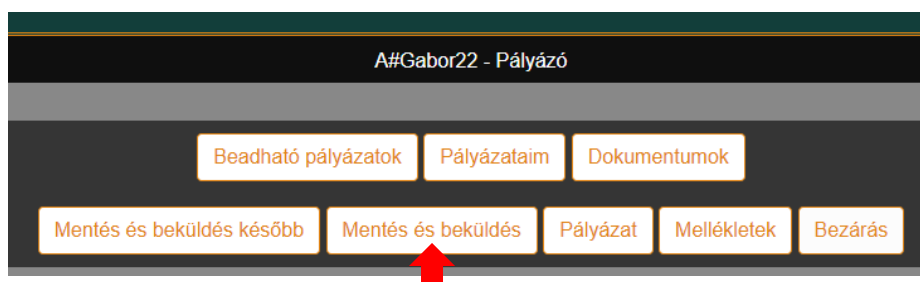 A#Gabor22 - Pályázó
Beadható pályázatok Pályázataim Dokumentumok
Mentés és beküldés később Mentés és beküldés Pályázat Mellékletek Bezárás